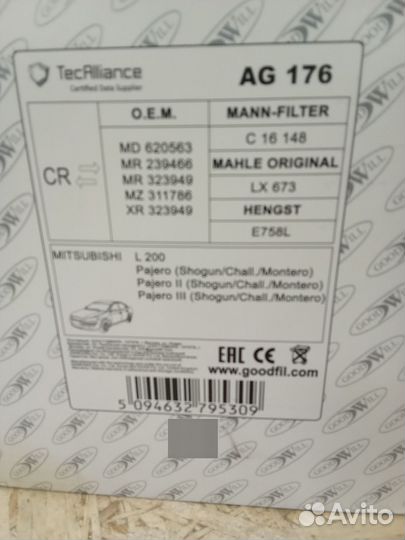 TecAlliance
Certified Data Supplier
AG 176
CR
O.E.M.
MD 620563
MR 239466
MR 323949
MZ 311786
XR 323949
MANN-FILTER
C 16 148
MAHLE ORIGINAL
LX 673
HENGST
E758L
MITSUBISHI L 200
Pajero (Shogun/Chall./Montero)
Pajero II (Shogun/Chall./Montero)
Pajero III (Shogun/Chall./Montero)
EAC CE
www.goodfil.com
5 094632 795309
GOODWILL
Avito